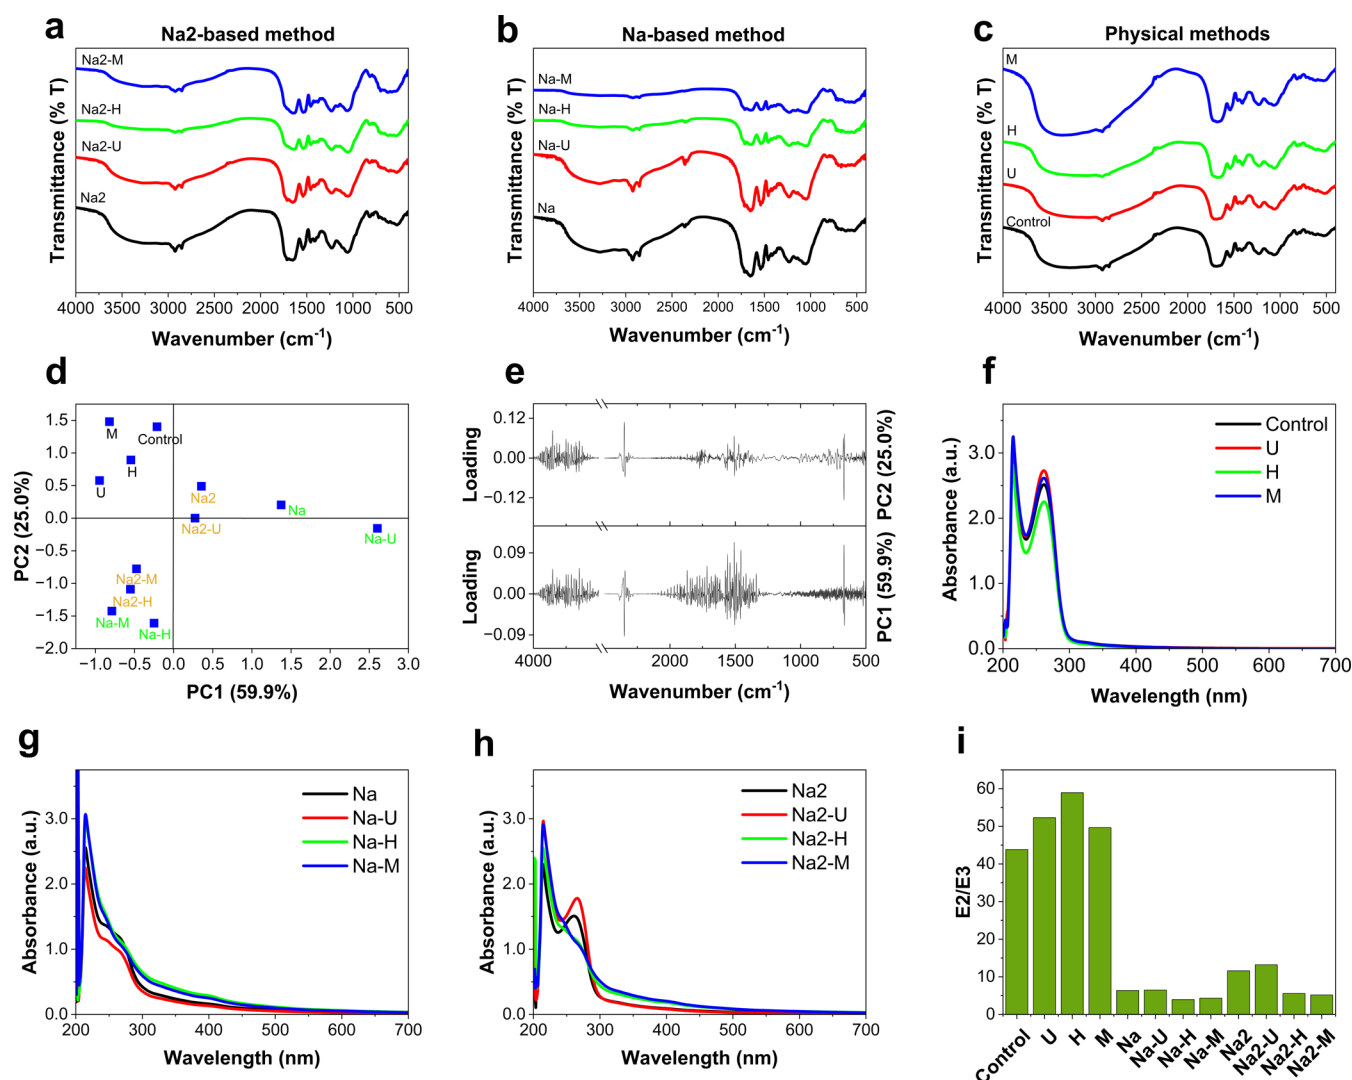 a
Na2-based method
Transmittance (% T)
Na2-M
Na2-H
Na2-U
Na2
4000 3500 3000 2500 2000 1500 1000 500
Wavenumber (cm-1)
b
Na-based method
Transmittance (% T)
Na-M
Na-H
Na-U
Na
4000 3500 3000 2500 2000 1500 1000 500
Wavenumber (cm-1)
c
Physical methods
Transmittance (% T)
M
H
U
Control
4000 3500 3000 2500 2000 1500 1000 500
Wavenumber (cm-1)
d
PC2 (25.0%)
1.5
1.0
0.5
0.0
−0.5
−1.0
−1.5
−2.0
M
Control
H
U
Na2
Na
Na2-U
Na-U
Na2-M
Na2-H
Na-M
Na-H
−1.0 −0.5 0.0 0.5 1.0 1.5 2.0 2.5 3.0
PC1 (59.9%)
e
Loading
0.12
0.00
−0.12
PC2 (25.0%)
Loading
0.09
0.00
−0.09
PC1 (59.9%)
4000 2000 1500 1000 500
Wavenumber (cm-1)
f
Absorbance (a.u.)
3.0
2.0
1.0
0.0
Control
U
H
M
200 300 400 500 600 700
Wavelength (nm)
g
Absorbance (a.u.)
3.0
2.0
1.0
0.0
Na
Na-U
Na-H
Na-M
200 300 400 500 600 700
Wavelength (nm)
h
Absorbance (a.u.)
3.0
2.0
1.0
0.0
Na2
Na2-U
Na2-H
Na2-M
200 300 400 500 600 700
Wavelength (nm)
i
E2/E3
60
50
40
30
20
10
0
Control
U
H
M
Na
Na-U
Na-H
Na-M
Na2
Na2-U
Na2-H
Na2-M